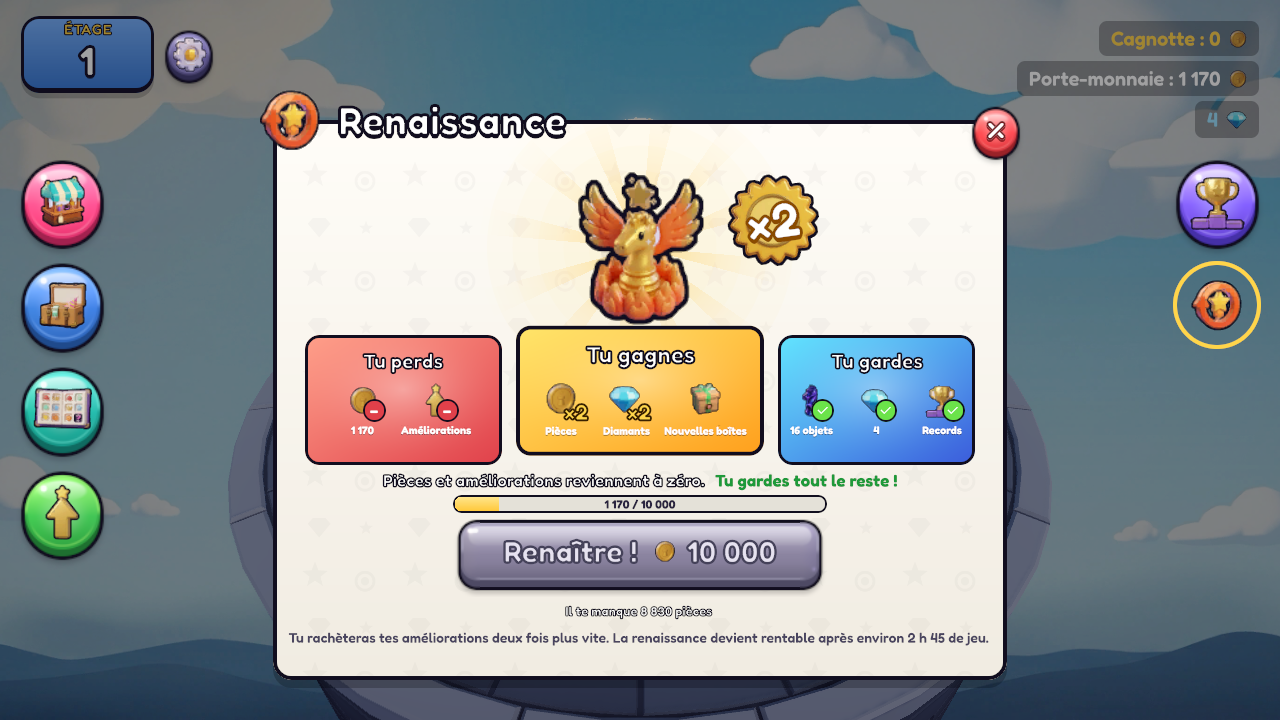 ÉTAGE
1
Cagnotte : 0
Porte-monnaie : 1 170
4
Renaissance
×2
Tu perds
1 170
Améliorations
Tu gagnes
×2
×2
Pièces
Diamants
Nouvelles boîtes
Tu gardes
16 objets
4
Records
Pièces et améliorations reviennent à zéro. Tu gardes tout le reste !
1 170 / 10 000
Renaître ! 10 000
Il te manque 8 830 pièces
Tu rachèteras tes améliorations deux fois plus vite. La renaissance devient rentable après environ 2 h 45 de jeu.